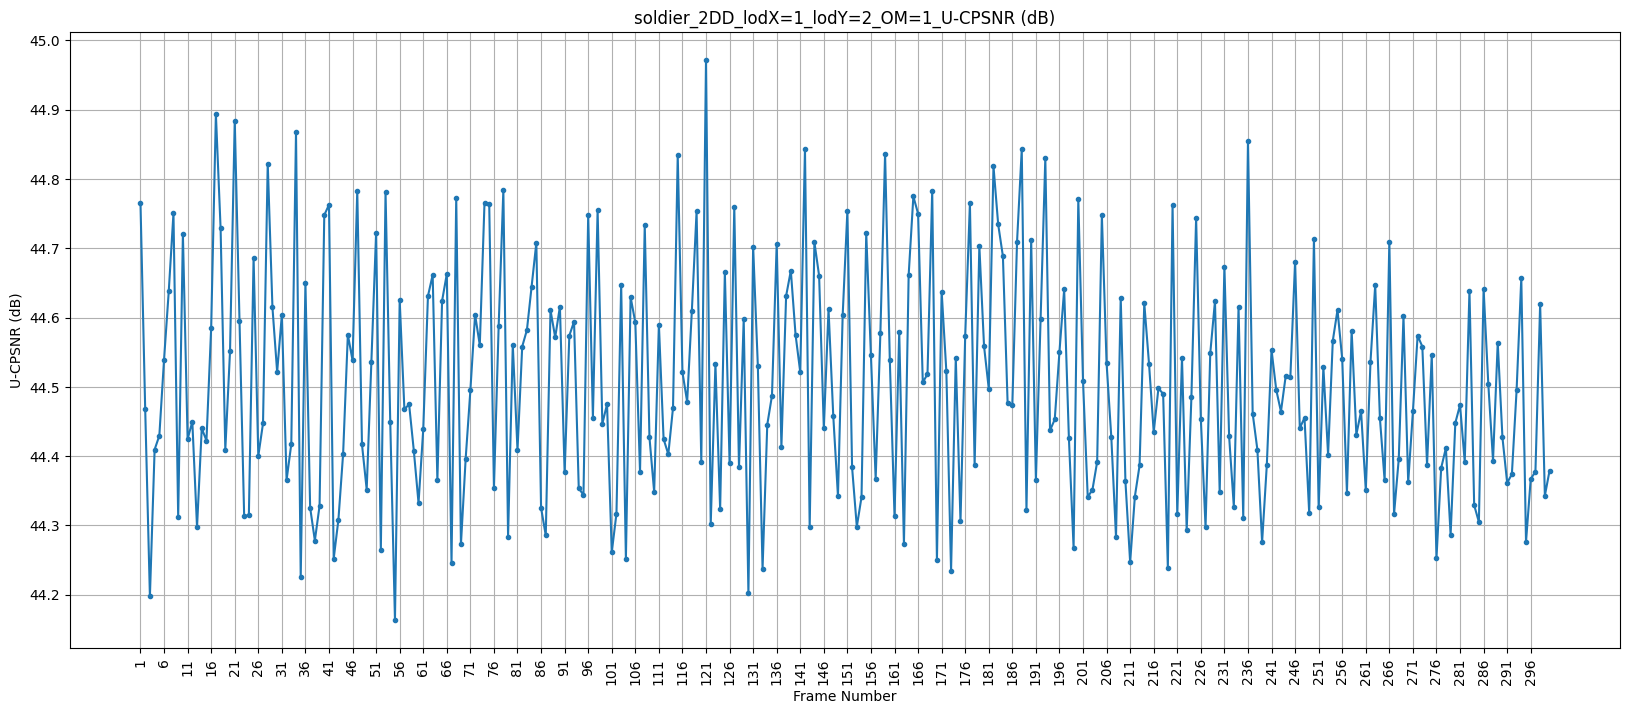 soldier_2DD_lodX=1_lodY=2_OM=1_U-CPSNR (dB)
45.0
44.9
44.8
44.7
44.6
44.5
44.4
44.3
44.2
U-CPSNR (dB)
1 6 11 16 21 26 31 36 41 46 51 56 61 66 71 76 81 86 91 96 101 106 111 116 121 126 131 136 141 146 151 156 161 166 171 176 181 186 191 196 201 206 211 216 221 226 231 236 241 246 251 256 261 266 271 276 281 286 291 296
Frame Number